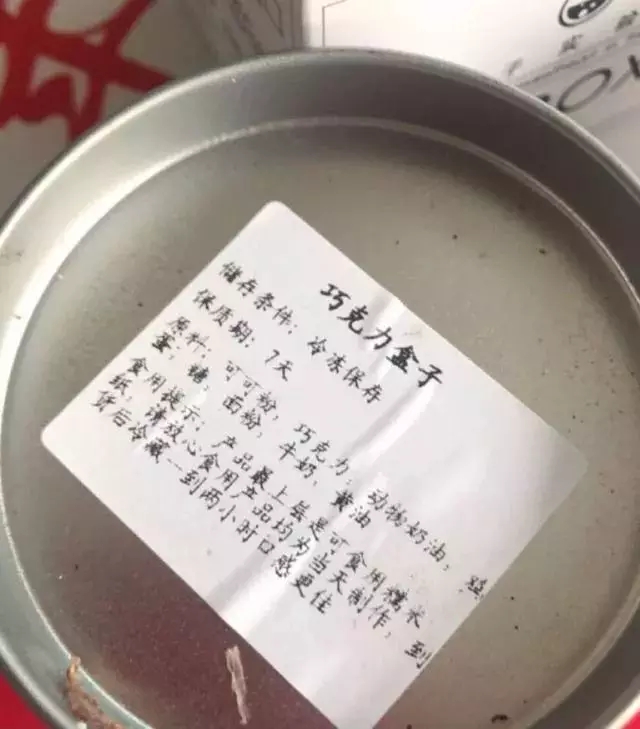 巧克力盒子
储存条件：冷冻保存
保质期：7天
原料：可可粉；巧克力；动物奶油；鸡
蛋；糖；面粉；牛奶；黄油
食用提示：产品最上层是可食用糯米
纸；请放心食用产品均为当天制作；到
货后冷藏一到两小时口感更佳
BOX